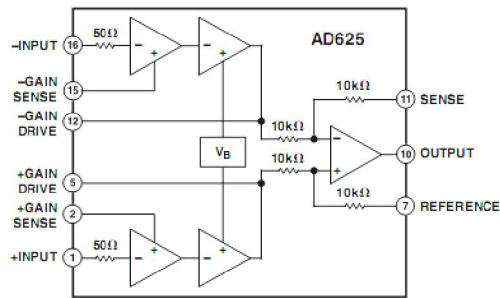 AD625
−INPUT
16
50Ω
−
+
−
+
−GAIN
SENSE
15
−GAIN
DRIVE
12
10kΩ
10kΩ
11
SENSE
VB
10kΩ
−
+
10
OUTPUT
+GAIN
DRIVE
5
+GAIN
SENSE
2
10kΩ
7
REFERENCE
+INPUT
1
50Ω
−
+
−
+